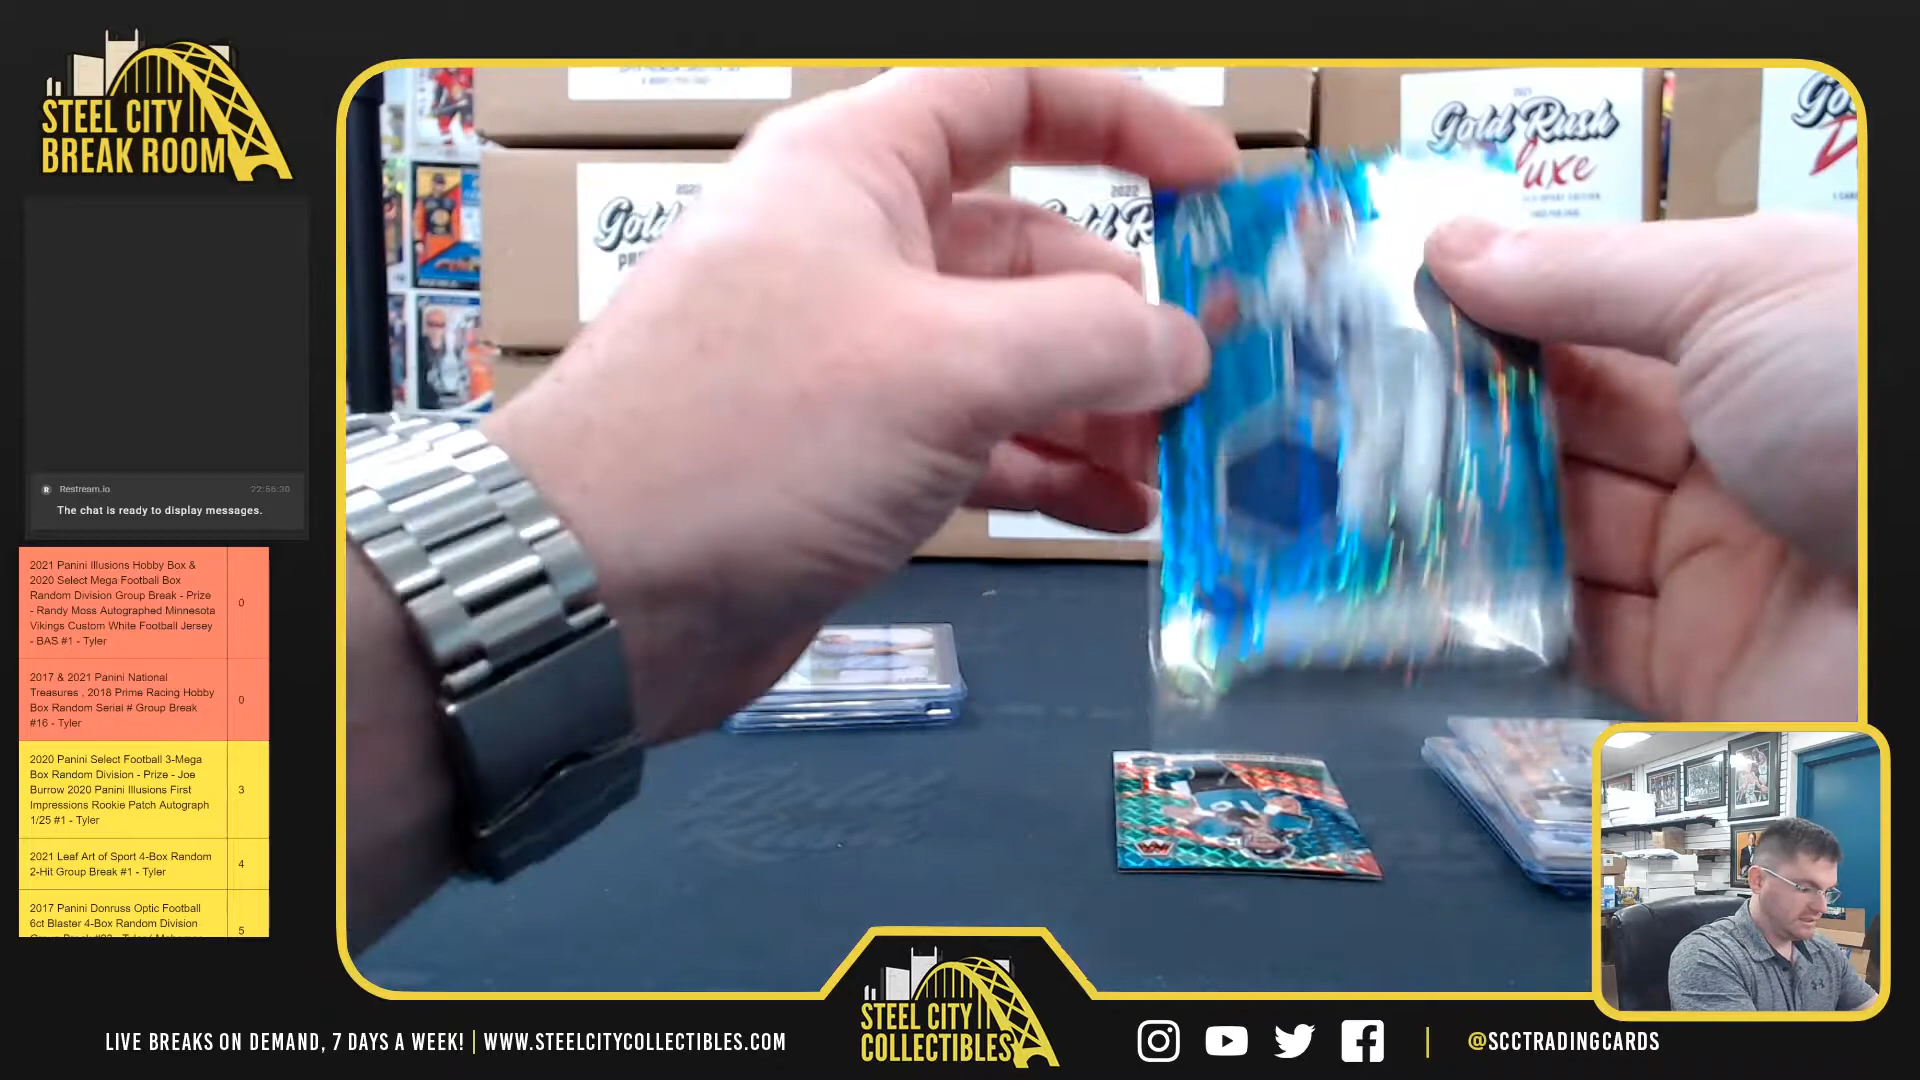 STEEL CITY
BREAK ROOM
Restream.io
22:56:30
The chat is ready to display messages.
2021 Panini Illusions Hobby Box &
2020 Select Mega Football Box
Random Division Group Break - Prize
- Randy Moss Autographed Minnesota
Vikings Custom White Football Jersey
- BAS #1 - Tyler
0
2017 & 2021 Panini National
Treasures , 2018 Prime Racing Hobby
Box Random Serial # Group Break
#16 - Tyler
0
2020 Panini Select Football 3-Mega
Box Random Division - Prize - Joe
Burrow 2020 Panini Illusions First
Impressions Rookie Patch Autograph
1/25 #1 - Tyler
3
2021 Leaf Art of Sport 4-Box Random
2-Hit Group Break #1 - Tyler
4
2017 Panini Donruss Optic Football
6ct Blaster 4-Box Random Division
5
Gold Rush
2022
Gold Rush
STEEL CITY
COLLECTIBLES
LIVE BREAKS ON DEMAND, 7 DAYS A WEEK! | WWW.STEELCITYCOLLECTIBLES.COM
| @SCCTRADINGCARDS